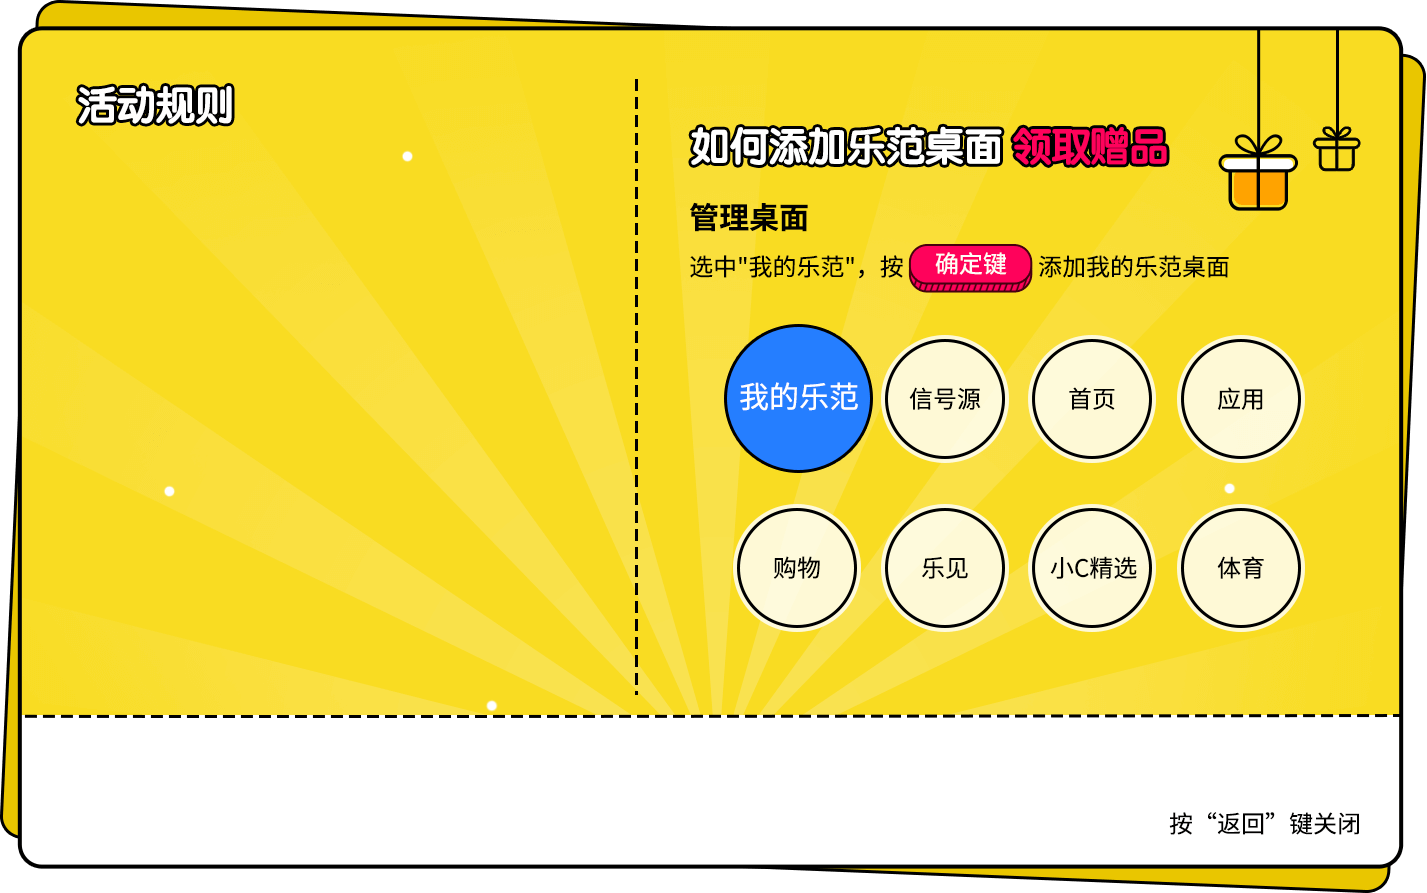 活动规则
如何添加乐范桌面 领取赠品
管理桌面
选中"我的乐范"，按 确定键 添加我的乐范桌面
我的乐范 信号源 首页 应用
购物 乐见 小C精选 体育
按“返回”键关闭